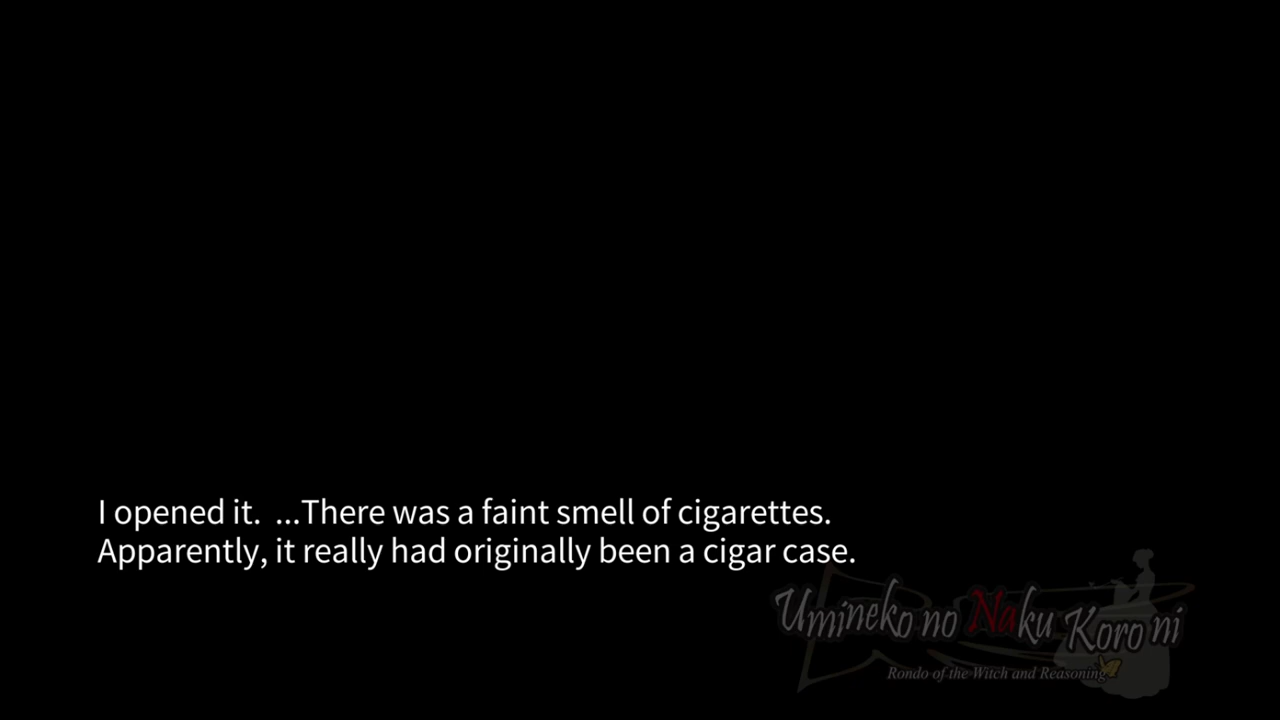 I opened it.  ...There was a faint smell of cigarettes.
Apparently, it really had originally been a cigar case.
Umineko no Naku Koro ni
Rondo of the Witch and Reasoning